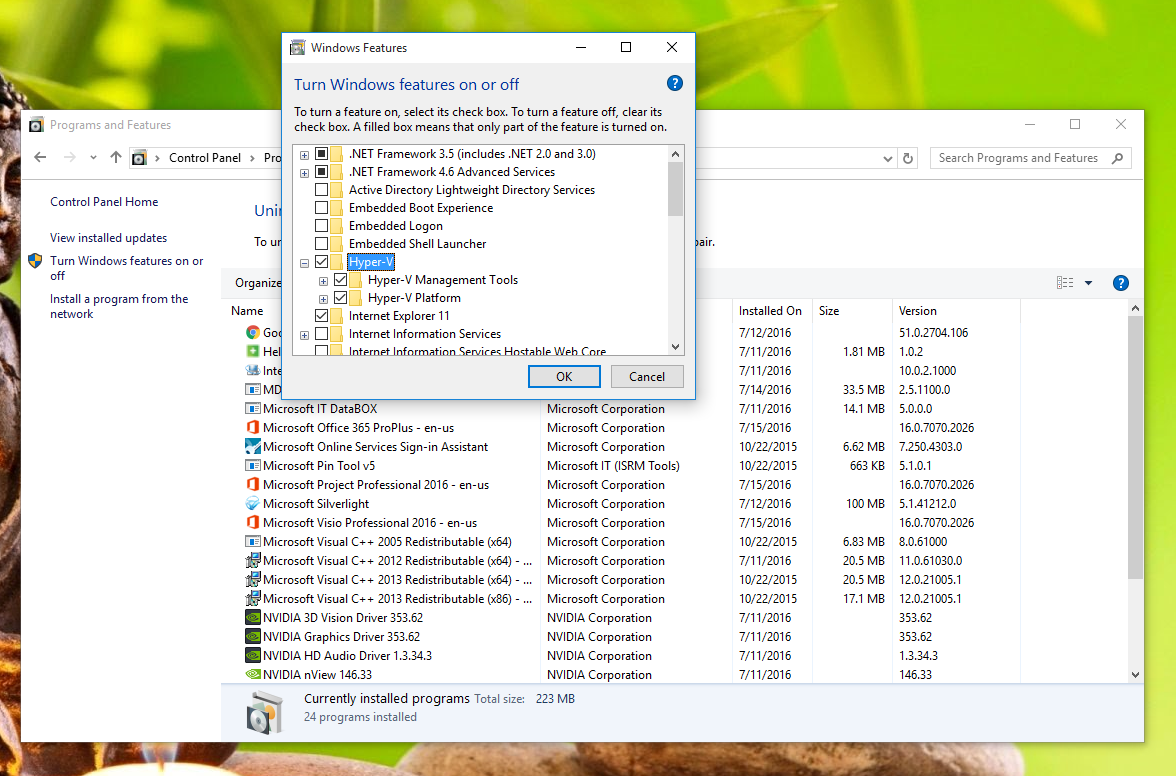 Windows Features
Turn Windows features on or off
To turn a feature on, select its check box. To turn a feature off, clear its
check box. A filled box means that only part of the feature is turned on.
.NET Framework 3.5 (includes .NET 2.0 and 3.0)
.NET Framework 4.6 Advanced Services
Active Directory Lightweight Directory Services
Embedded Boot Experience
Embedded Logon
Embedded Shell Launcher
Hyper-V
Hyper-V Management Tools
Hyper-V Platform
Internet Explorer 11
Internet Information Services
Internet Information Services Hostable Web Core
OK Cancel
Programs and Features
Control Panel
Search Programs and Features
Control Panel Home
View installed updates
Turn Windows features on or
off
Install a program from the
network
Name Installed On Size Version
7/12/2016 51.0.2704.106
7/11/2016 1.81 MB 1.0.2
7/11/2016 10.0.2.1000
7/14/2016 33.5 MB 2.5.1100.0
Microsoft IT DataBOX Microsoft Corporation 7/11/2016 14.1 MB 5.0.0.0
Microsoft Office 365 ProPlus - en-us Microsoft Corporation 7/15/2016 16.0.7070.2026
Microsoft Online Services Sign-in Assistant Microsoft Corporation 10/22/2015 6.62 MB 7.250.4303.0
Microsoft Pin Tool v5 Microsoft IT (ISRM Tools) 10/22/2015 663 KB 5.1.0.1
Microsoft Project Professional 2016 - en-us Microsoft Corporation 7/15/2016 16.0.7070.2026
Microsoft Silverlight Microsoft Corporation 7/12/2016 100 MB 5.1.41212.0
Microsoft Visio Professional 2016 - en-us Microsoft Corporation 7/15/2016 16.0.7070.2026
Microsoft Visual C++ 2005 Redistributable (x64) Microsoft Corporation 10/22/2015 6.83 MB 8.0.61000
Microsoft Visual C++ 2012 Redistributable (x64) - ... Microsoft Corporation 7/11/2016 20.5 MB 11.0.61030.0
Microsoft Visual C++ 2013 Redistributable (x64) - ... Microsoft Corporation 10/22/2015 20.5 MB 12.0.21005.1
Microsoft Visual C++ 2013 Redistributable (x86) - ... Microsoft Corporation 10/22/2015 17.1 MB 12.0.21005.1
NVIDIA 3D Vision Driver 353.62 NVIDIA Corporation 7/11/2016 353.62
NVIDIA Graphics Driver 353.62 NVIDIA Corporation 7/11/2016 353.62
NVIDIA HD Audio Driver 1.3.34.3 NVIDIA Corporation 7/11/2016 1.3.34.3
NVIDIA nView 146.33 NVIDIA Corporation 7/11/2016 146.33
Currently installed programs Total size: 223 MB
24 programs installed